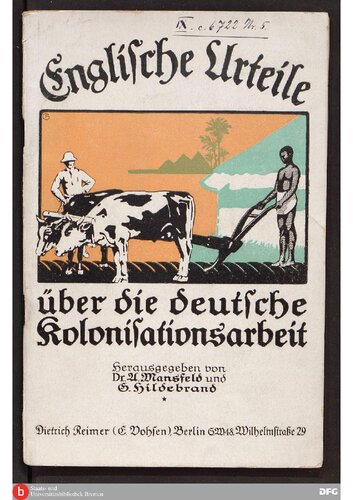 IX. c. 6722 Nr. 5.
Englische Urteile
über die deutsche
Kolonisationsarbeit
Herausgegeben von
Dr. A. Mansfeld und
G. Hildebrand
*
Dietrich Reimer (E. Vohsen), Berlin SW48. Wilhelmstraße 29
b
Staats- und
Universitätsbibliothek Bremen
DFG